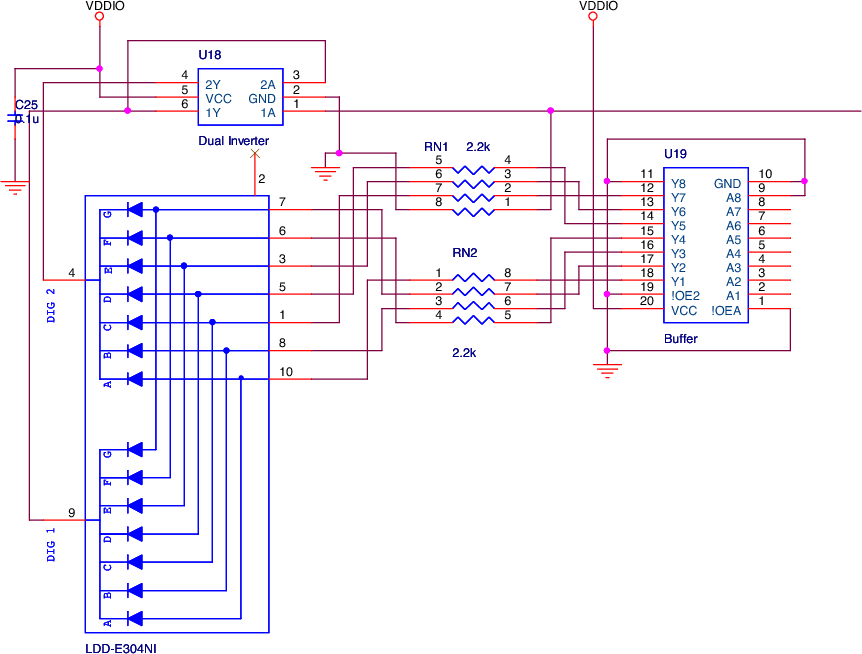 VDDIO
VDDIO
U18
4 2Y 2A 3
5 VCC GND 2
6 1Y 1A 1
C25
0.1u
Dual Inverter
RN1 2.2k
5 4
6 3
7 2
8 1
U19
11 Y8 GND 10
12 Y7 A8 9
13 Y6 A7 8
14 Y5 A6 7
15 Y4 A5 6
16 Y3 A4 5
17 Y2 A3 4
18 Y1 A2 3
19 !OE2 A1 2
20 VCC !OEA 1
Buffer
RN2
1 8
2 7
3 6
4 5
2.2k
2
G 7
F 6
E 3
D 5
C 1
B 8
A 10
4
DIG 2
G
F
E
D
C
B
A
9
DIG 1
LDD-E304NI